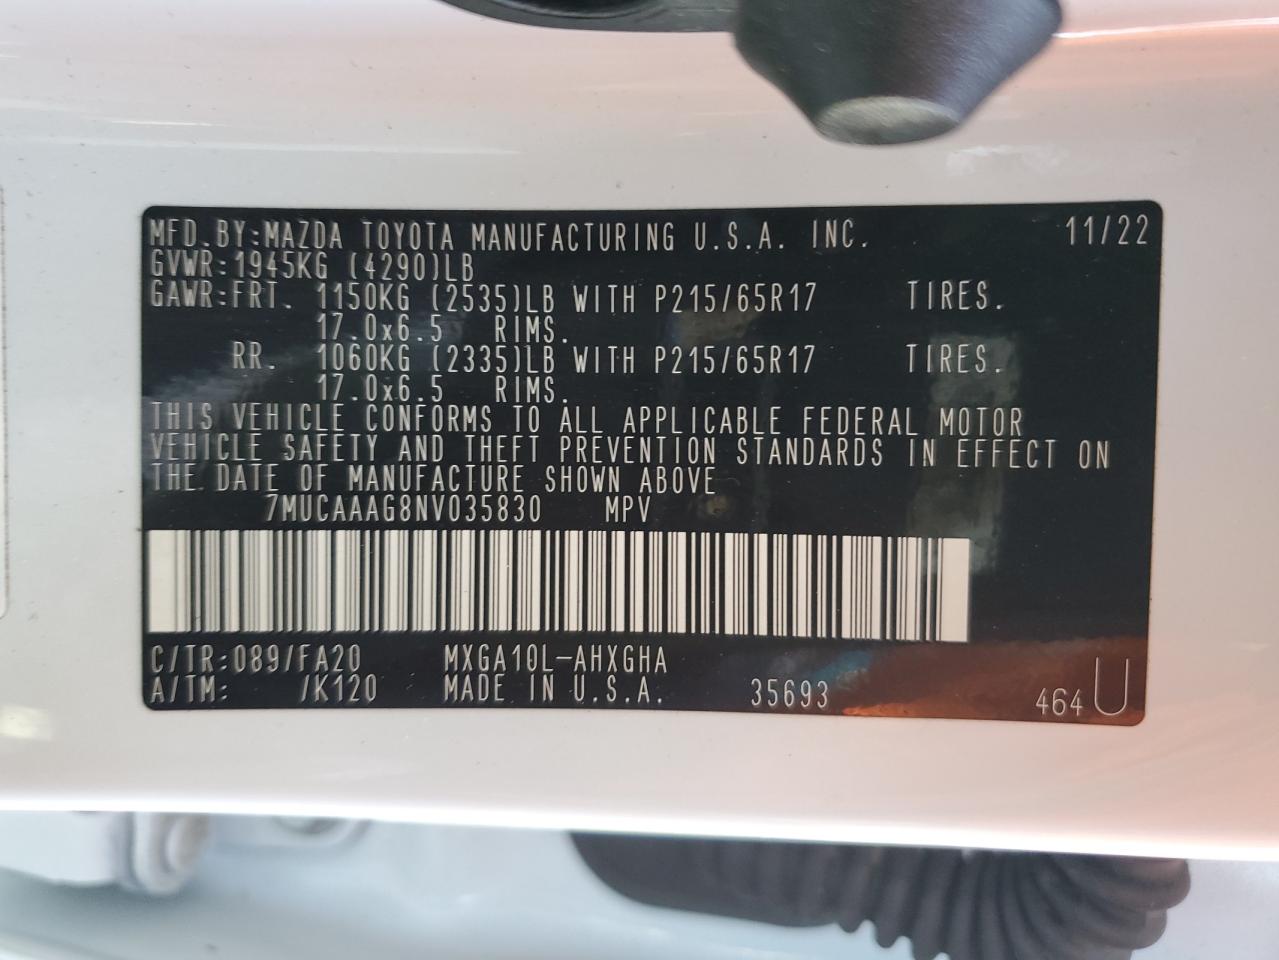 MFD.BY:MAZDA TOYOTA MANUFACTURING U.S.A. INC. 11/22
GVWR:1945KG (4290)LB
GAWR:FRT. 1150KG (2535)LB WITH P215/65R17 TIRES.
17.0x6.5 RIMS.
RR. 1060KG (2335)LB WITH P215/65R17 TIRES.
17.0x6.5 RIMS.
THIS VEHICLE CONFORMS TO ALL APPLICABLE FEDERAL MOTOR
VEHICLE SAFETY AND THEFT PREVENTION STANDARDS IN EFFECT ON
THE DATE OF MANUFACTURE SHOWN ABOVE
7MUCAAAG8NV035830 MPV
C/TR:089/FA20 MXGA10L-AHXGHA
A/TM: /K120 MADE IN U.S.A. 35693 464 U